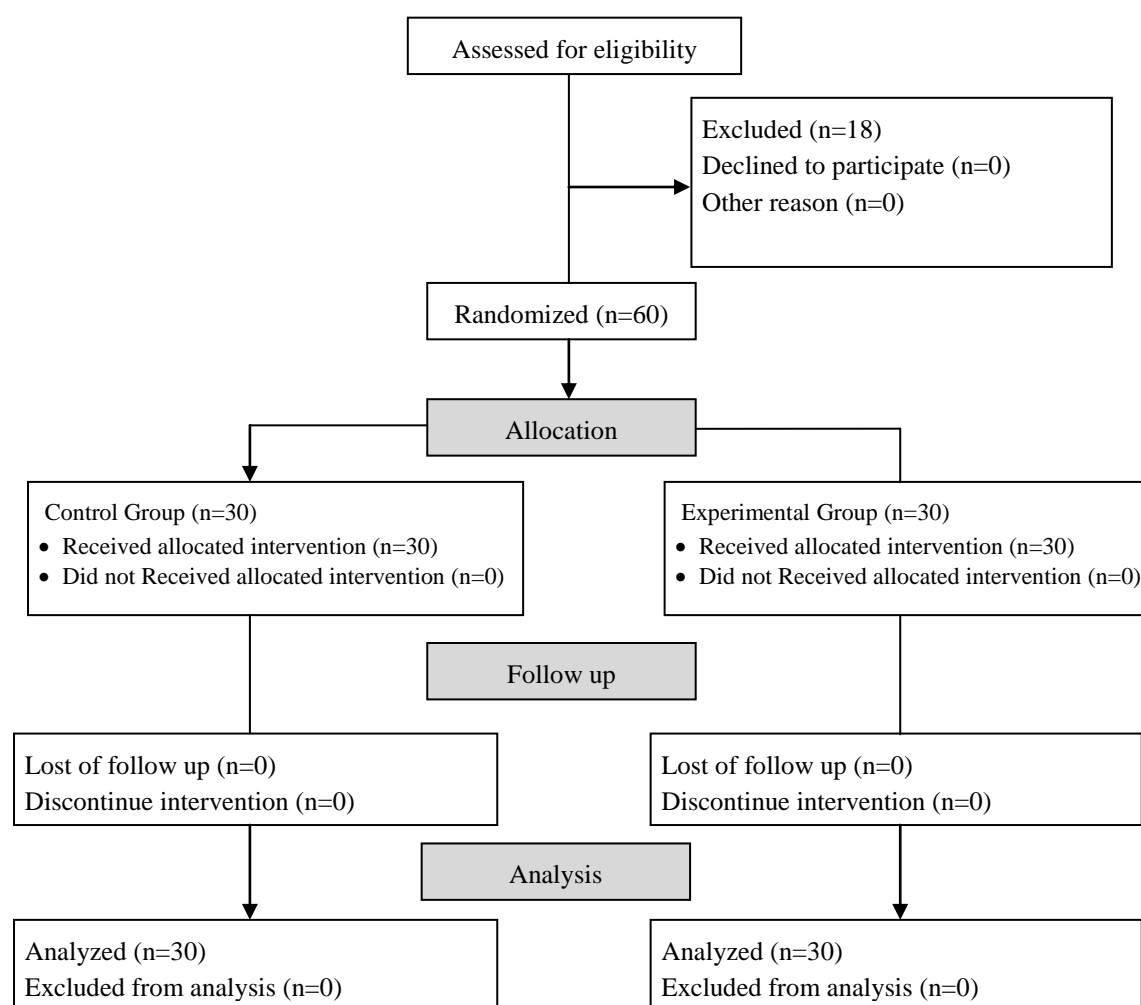 Assessed for eligibility
Excluded (n=18)
Declined to participate (n=0)
Other reason (n=0)
Randomized (n=60)
Allocation
Control Group (n=30)
• Received allocated intervention (n=30)
• Did not Received allocated intervention (n=0)
Experimental Group (n=30)
• Received allocated intervention (n=30)
• Did not Received allocated intervention (n=0)
Follow up
Lost of follow up (n=0)
Discontinue intervention (n=0)
Lost of follow up (n=0)
Discontinue intervention (n=0)
Analysis
Analyzed (n=30)
Excluded from analysis (n=0)
Analyzed (n=30)
Excluded from analysis (n=0)